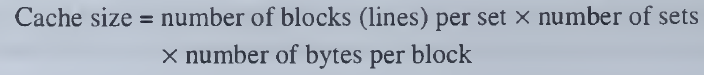 Cache size = number of blocks (lines) per set × number of sets
× number of bytes per block